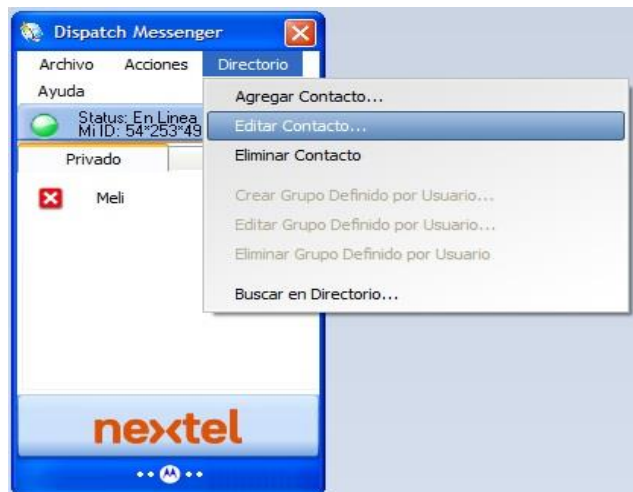 Dispatch Messenger
Archivo Acciones Directorio
Ayuda
Status: En Linea
Mi ID: 54*253*49
Privado
Meli
Agregar Contacto...
Editar Contacto...
Eliminar Contacto
Crear Grupo Definido por Usuario...
Editar Grupo Definido por Usuario...
Eliminar Grupo Definido por Usuario
Buscar en Directorio...
nextel